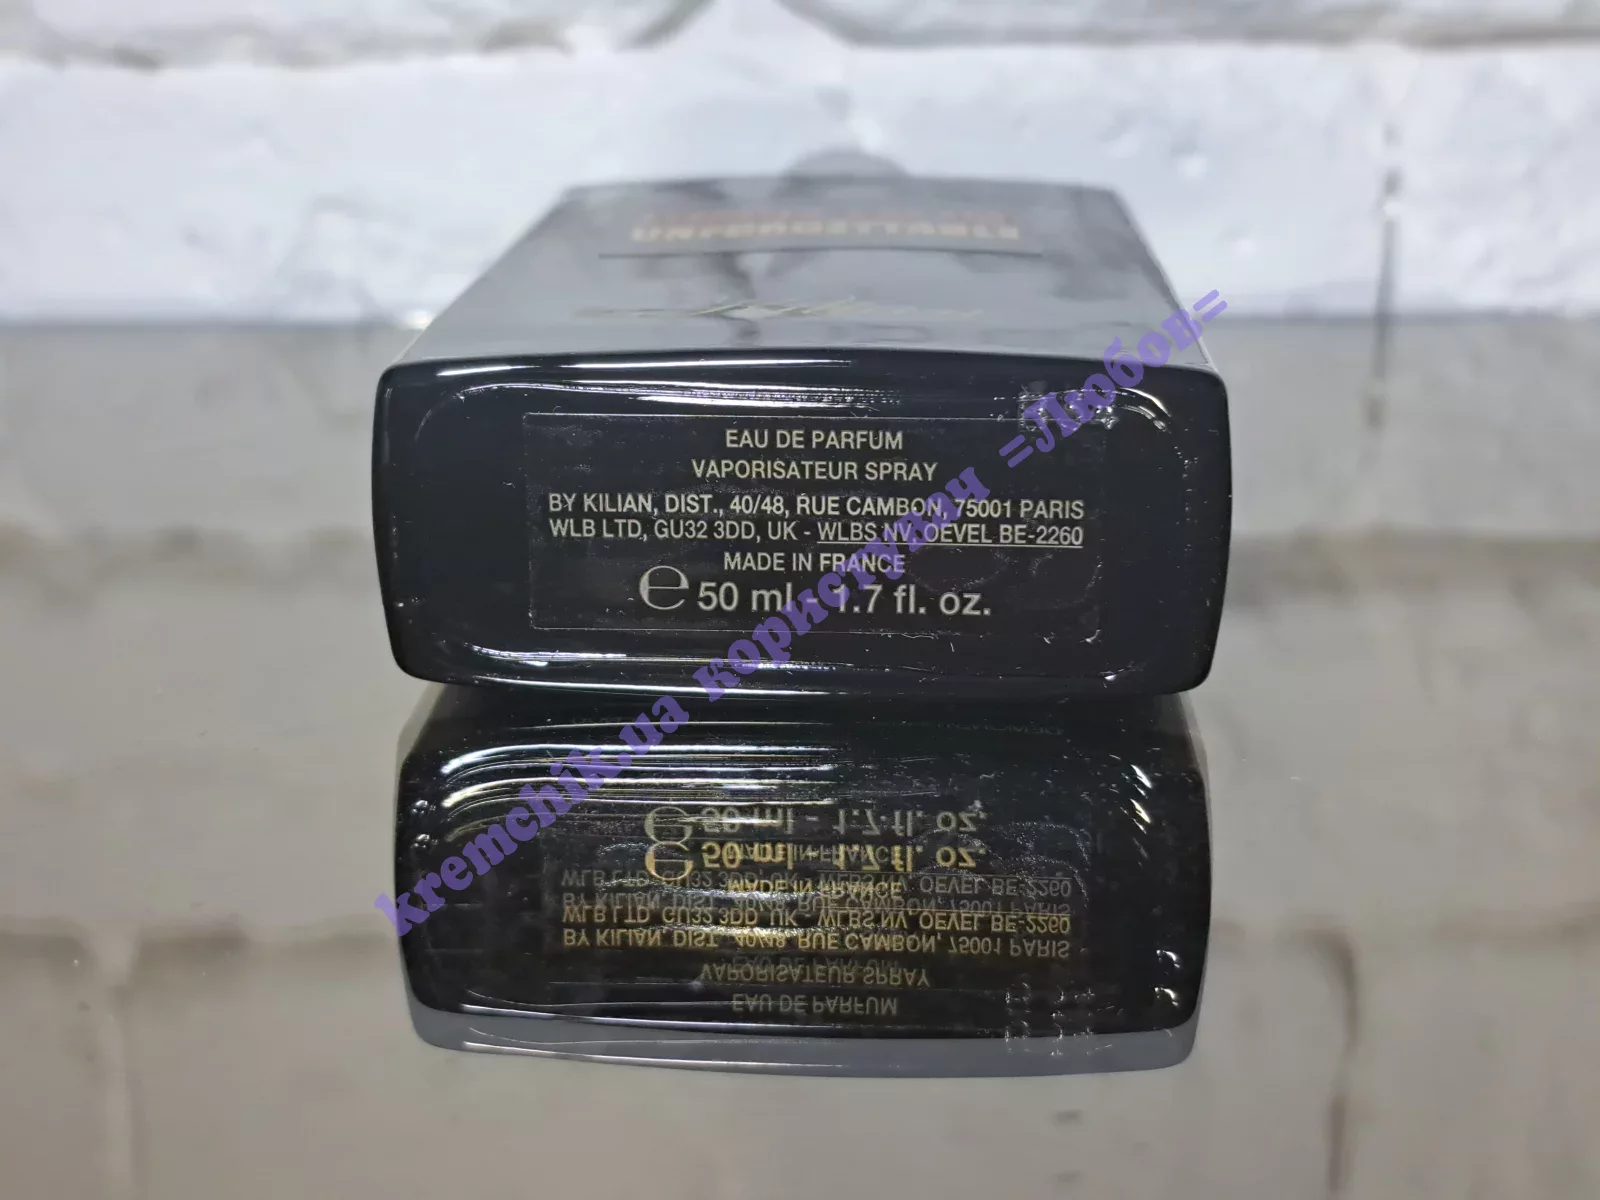 UNFORGETTABLE
EAU DE PARFUM
VAPORISATEUR SPRAY
BY KILIAN, DIST., 40/48, RUE CAMBON, 75001 PARIS
WLB LTD, GU32 3DD, UK - WLBS NV, OEVEL BE-2260
MADE IN FRANCE
℮ 50 ml - 1.7 fl. oz.
kremchik.ua користувач =Любов=